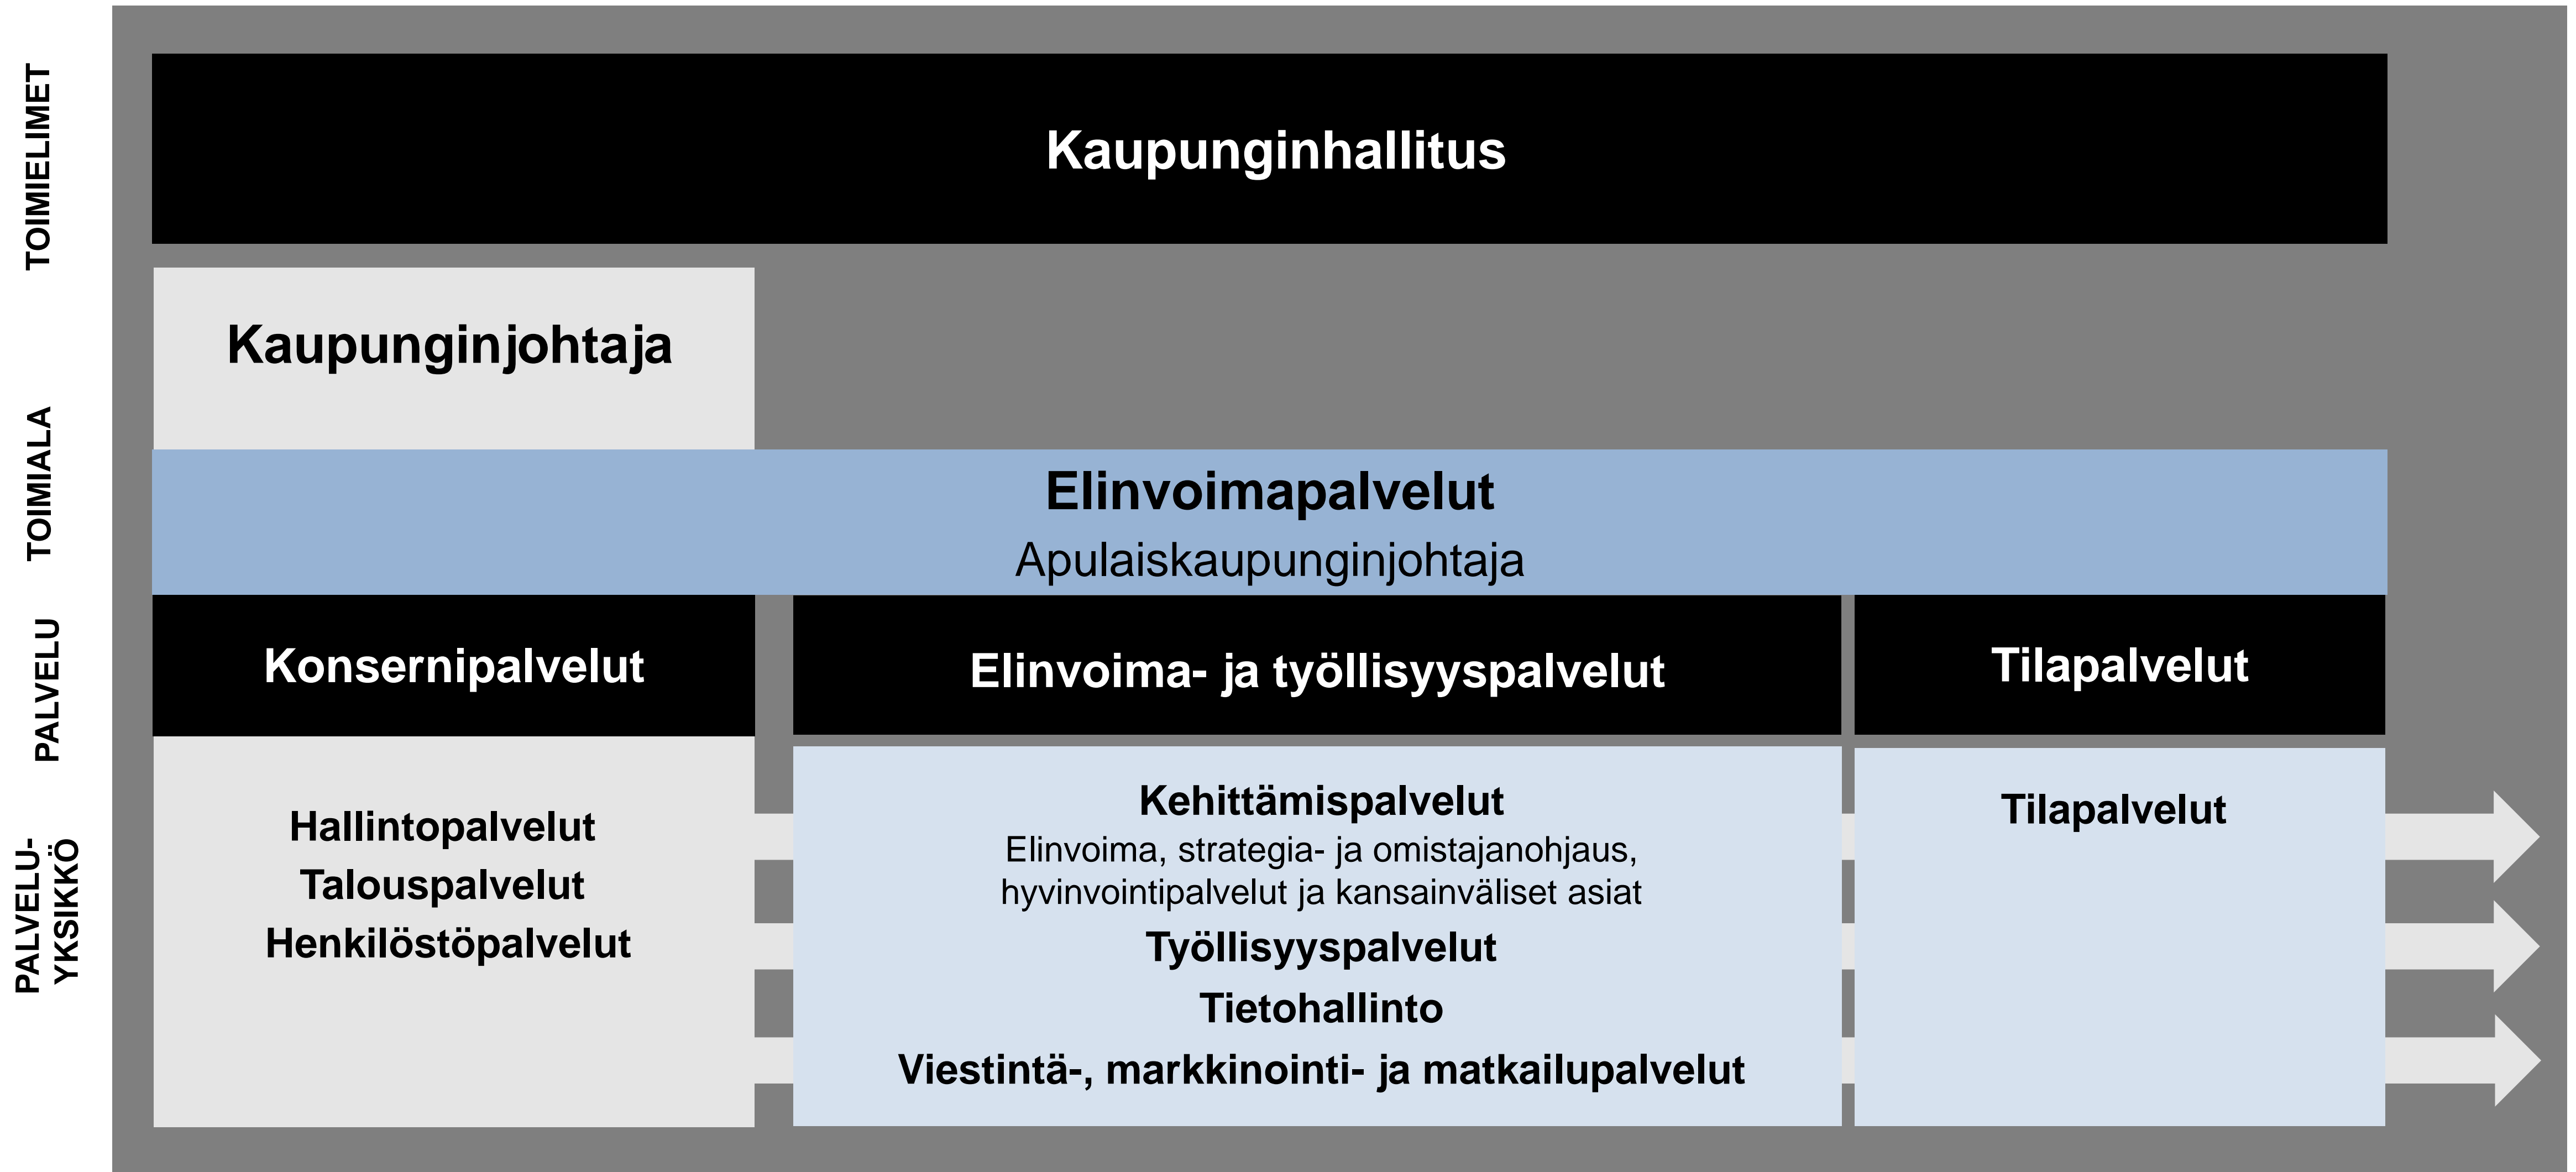 TOIMIELIMET
Kaupunginhallitus
Kaupunginjohtaja
TOIMIALA
Elinvoimapalvelut
Apulaiskaupunginjohtaja
PALVELU
Konsernipalvelut
Elinvoima- ja työllisyyspalvelut
Tilapalvelut
PALVELU-
YKSIKKÖ
Hallintopalvelut
Talouspalvelut
Henkilöstöpalvelut
Kehittämispalvelut
Elinvoima, strategia- ja omistajanohjaus,
hyvinvointipalvelut ja kansainväliset asiat
Työllisyyspalvelut
Tietohallinto
Viestintä-, markkinointi- ja matkailupalvelut
Tilapalvelut